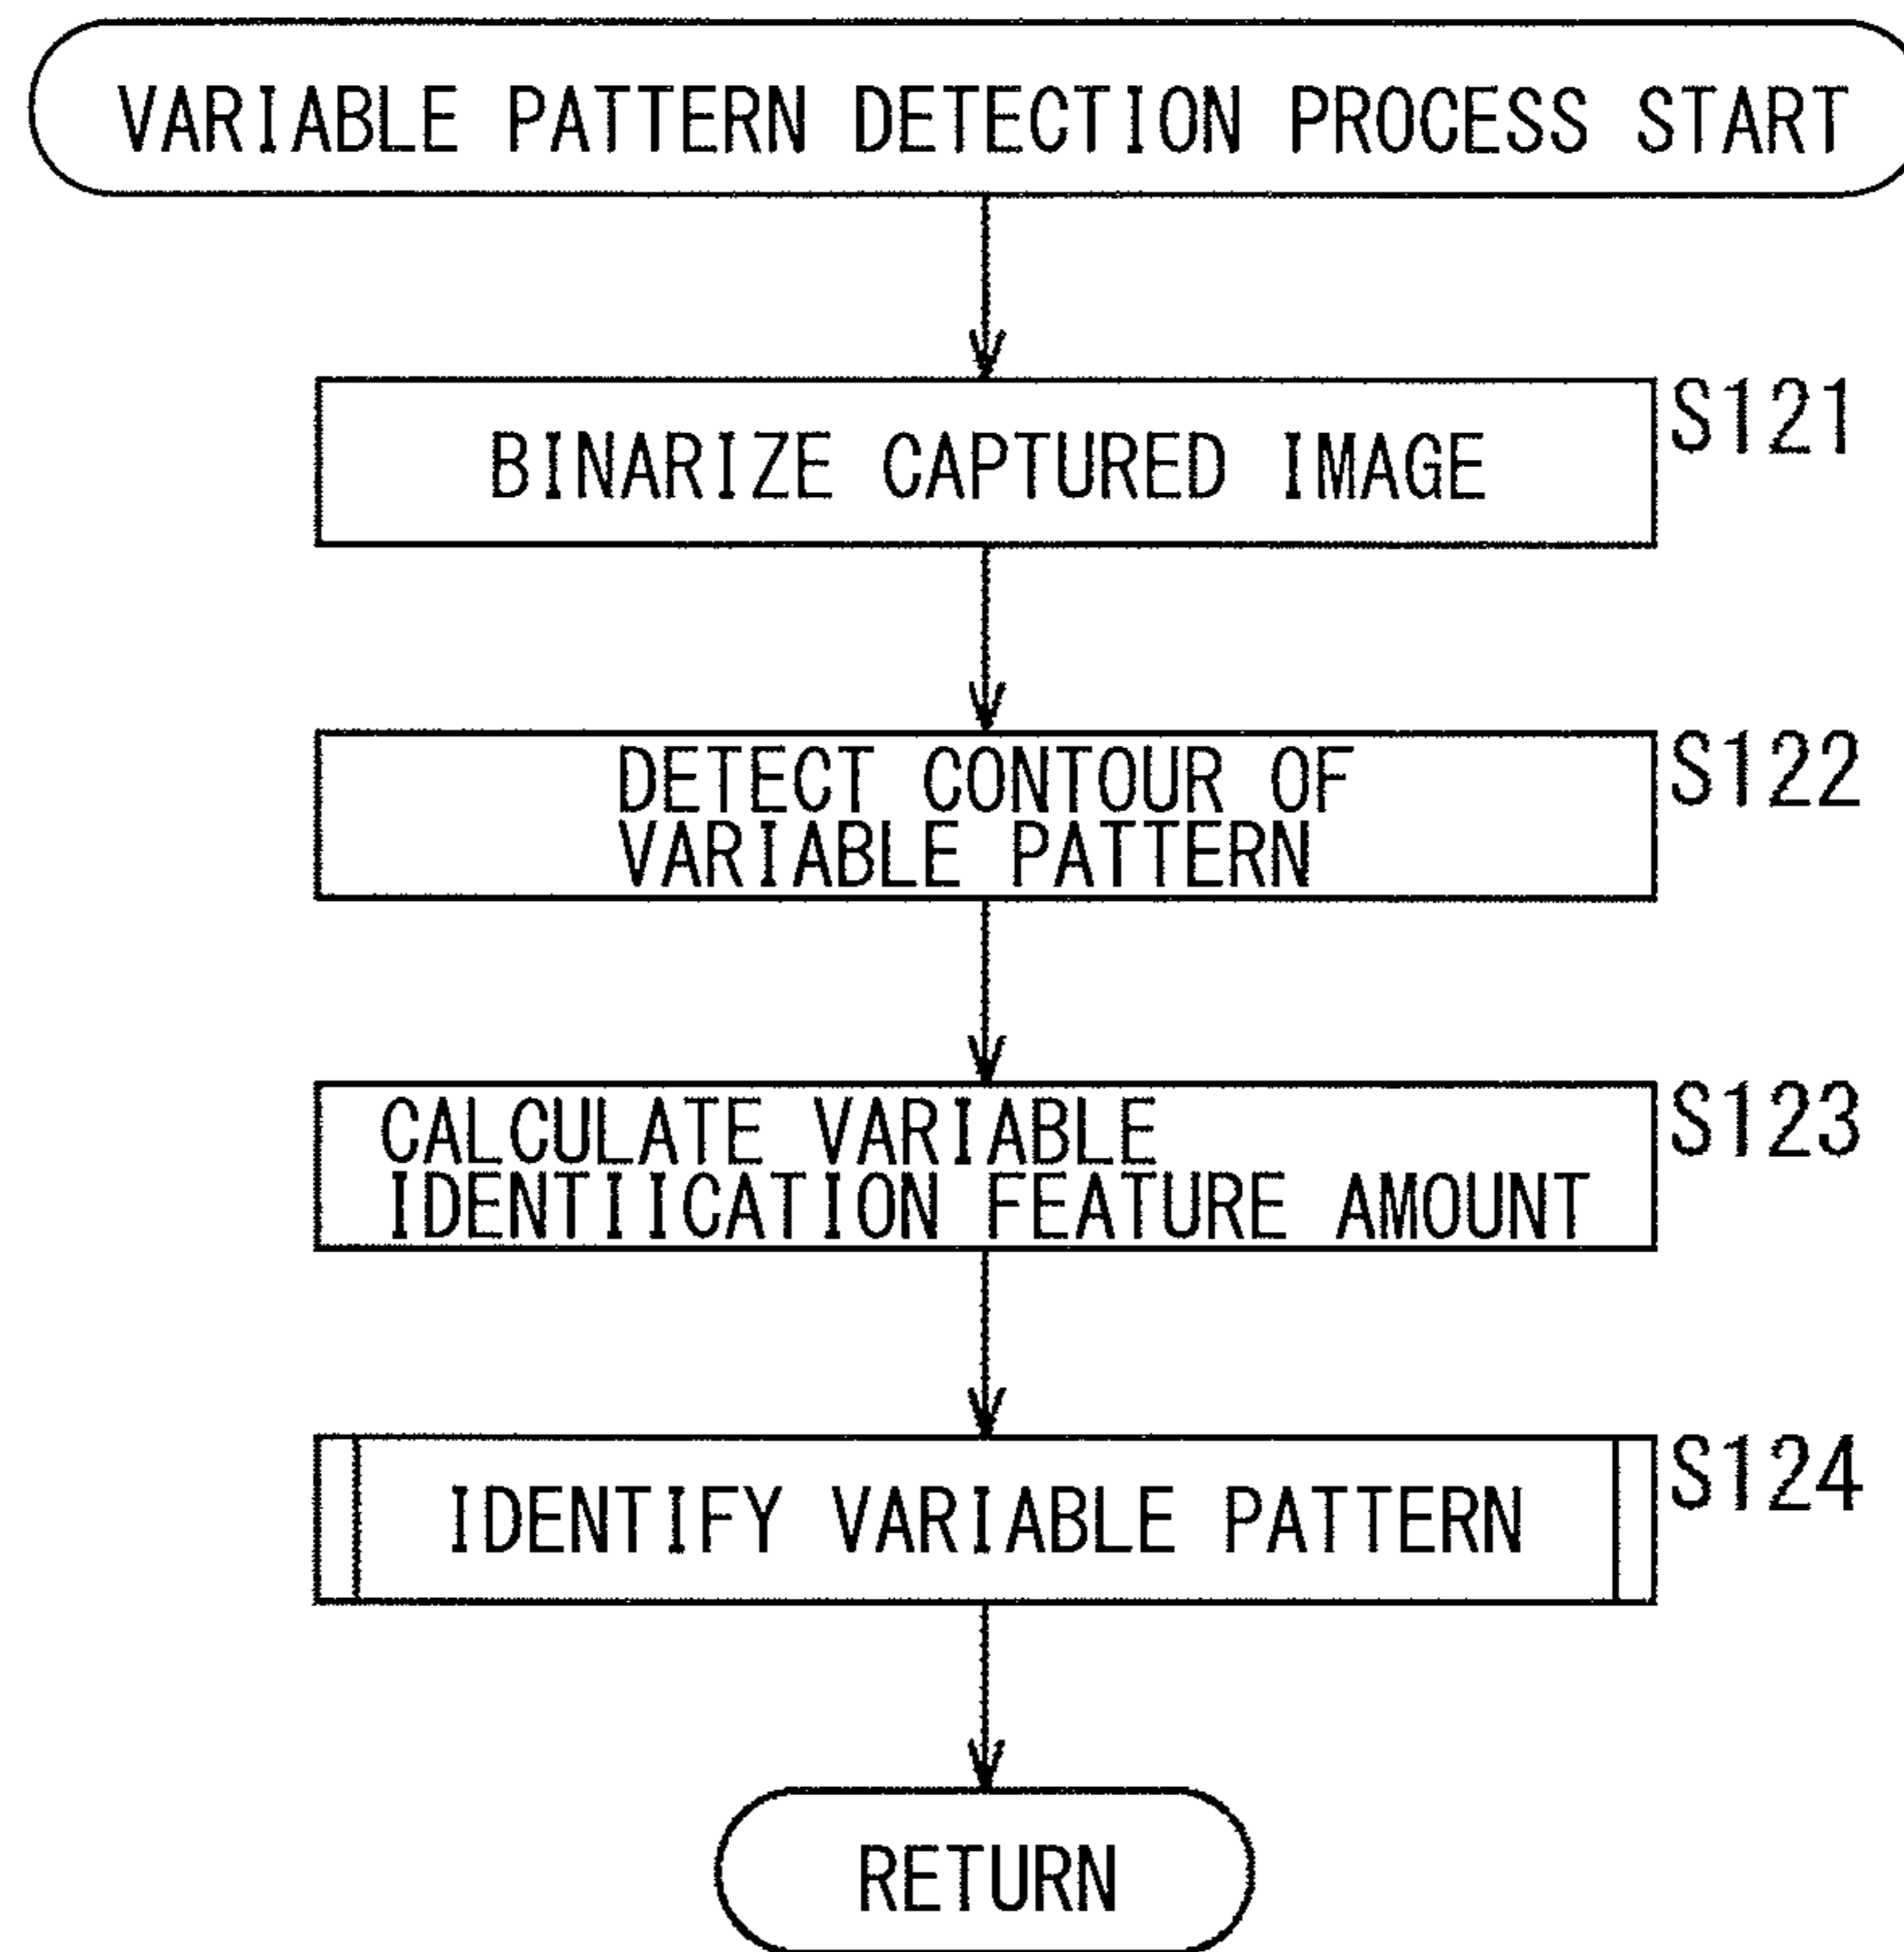 VARIABLE PATTERN DETECTION PROCESS START
BINARIZE CAPTURED IMAGE
S121
DETECT CONTOUR OF
VARIABLE PATTERN
S122
CALCULATE VARIABLE
IDENTIICATION FEATURE AMOUNT
S123
IDENTIFY VARIABLE PATTERN
S124
RETURN